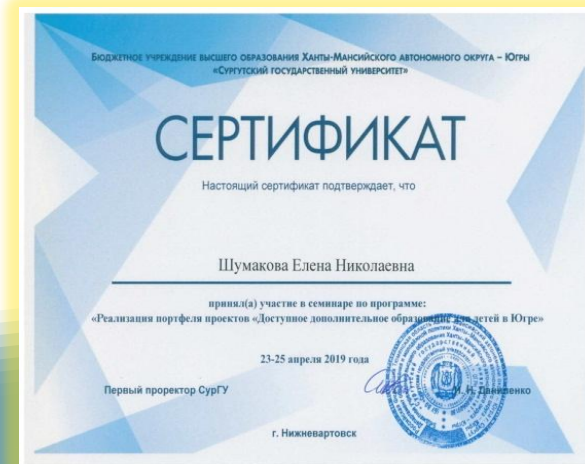 Бюджетное учреждение высшего образования Ханты-Мансийского автономного округа – Югры
«Сургутский государственный университет»
СЕРТИФИКАТ
Настоящий сертификат подтверждает, что
Шумакова Елена Николаевна
принял(а) участие в семинаре по программе:
«Реализация портфеля проектов «Доступное дополнительное образование для детей в Югре»
23-25 апреля 2019 года
Первый проректор СурГУ И. Н. Даниленко
г. Нижневартовск